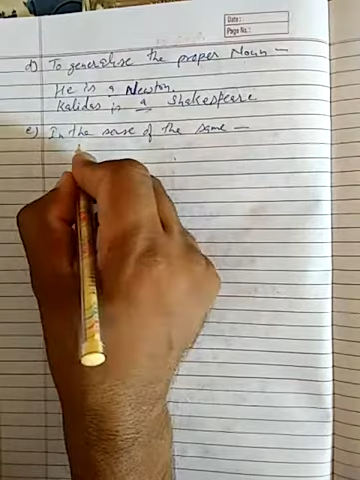 Date:
Page No.:
d) To generalise the proper Noun —
He is a Newton.
Kalidas is a Shakespeare
e) In the sense of the same —